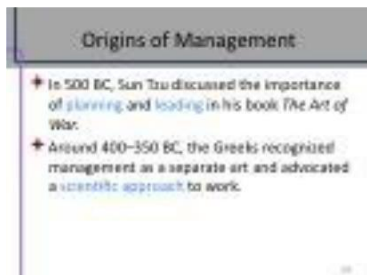 Origins of Management
In 500 BC, Sun Tzu discussed the importance
of planning and leading in his book The Art of
War.
Around 400-350 BC, the Greeks recognized
management as a separate art and advocated
a scientific approach to work.